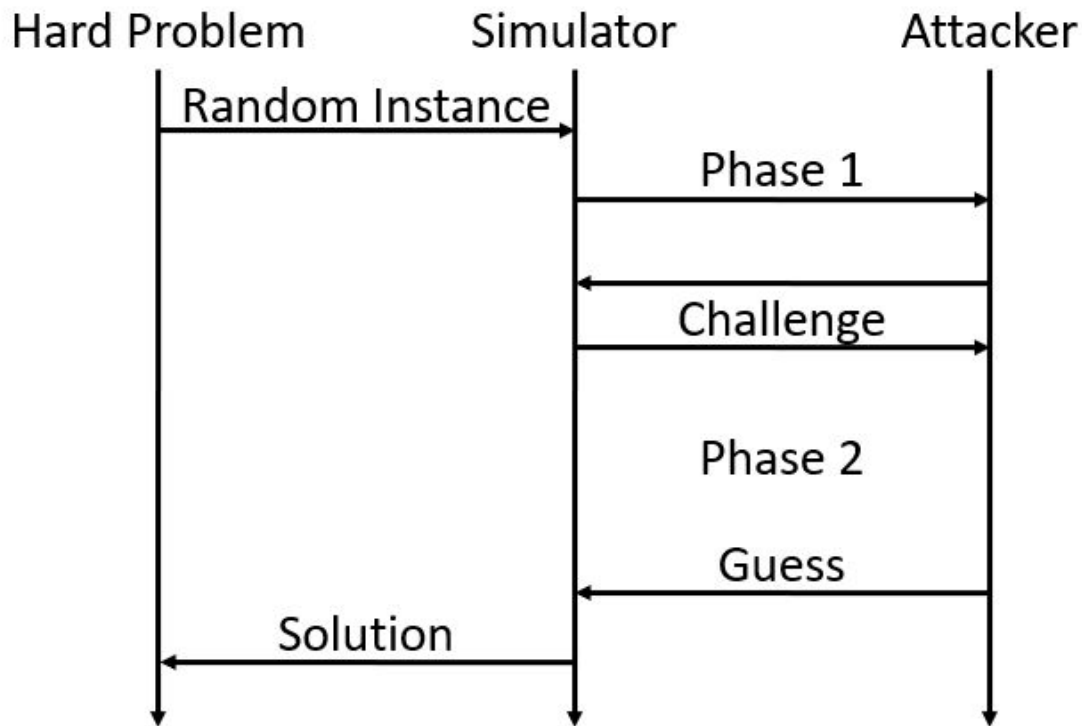 Hard Problem Simulator Attacker
Random Instance
Phase 1
Challenge
Phase 2
Guess
Solution